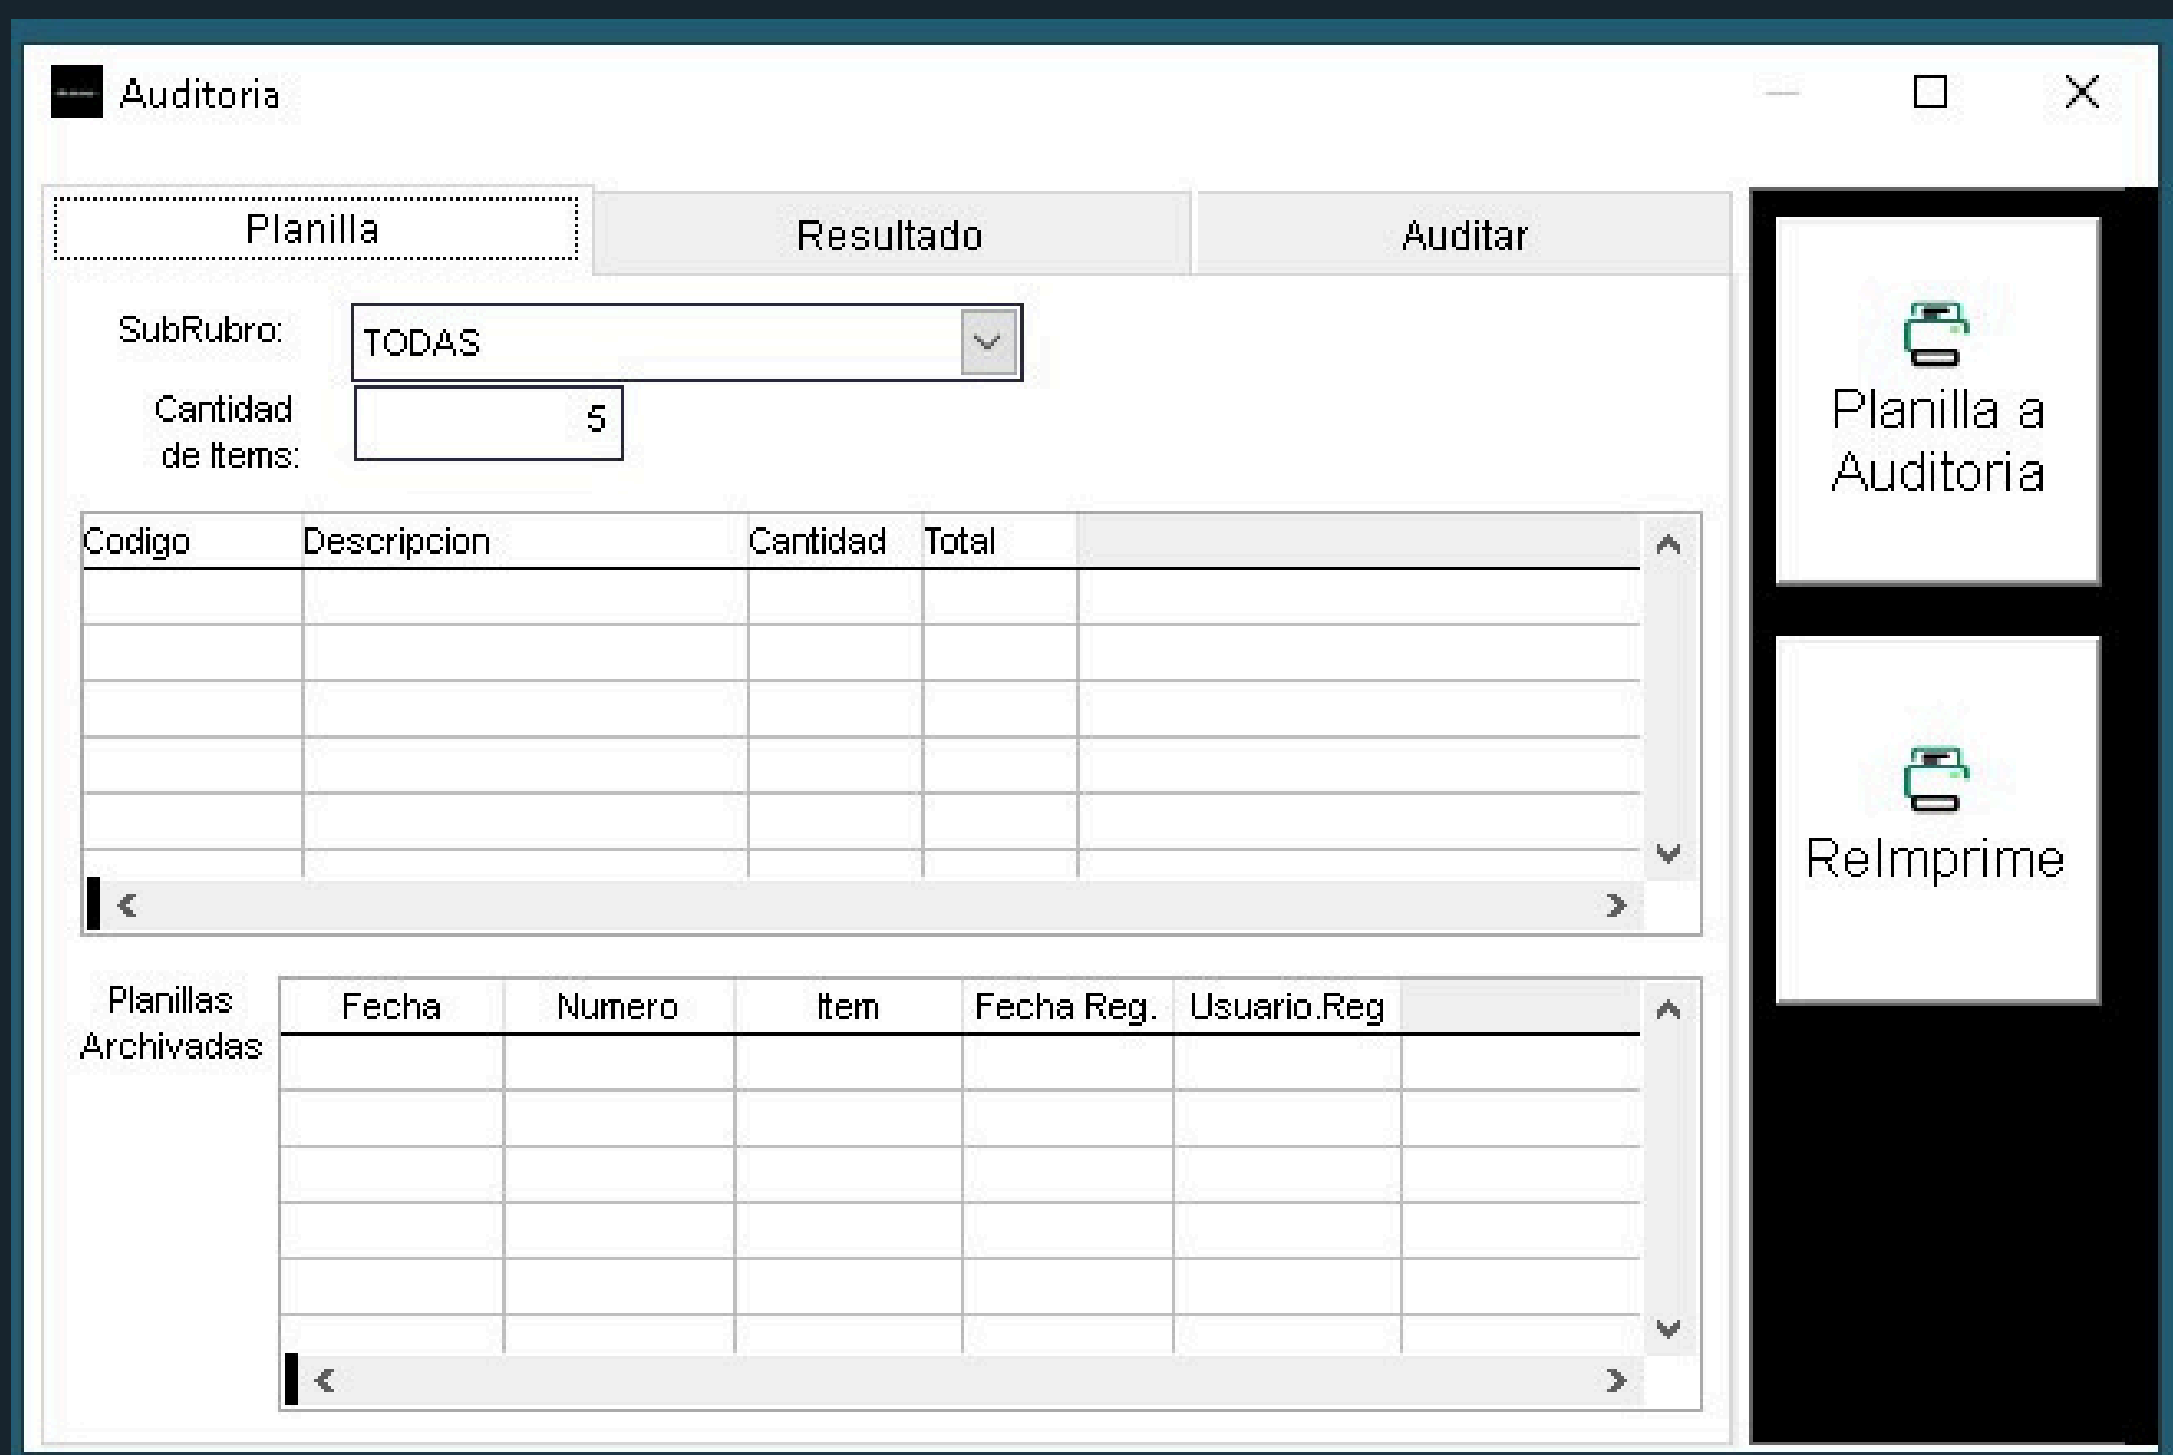 Auditoria
Planilla
Resultado
Auditar
SubRubro:
TODAS
Cantidad
de Items:
5
Codigo
Descripcion
Cantidad
Total
Planillas
Archivadas
Fecha
Numero
Item
Fecha Reg.
Usuario.Reg
Planilla a
Auditoria
ReImprime